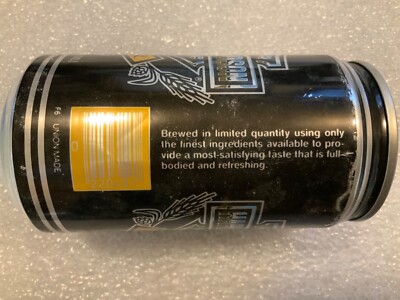 Brewed in limited quantity using only
the finest ingredients available to pro-
vide a most-satisfying taste that is full-
bodied and refreshing.
F6 UNION MADE